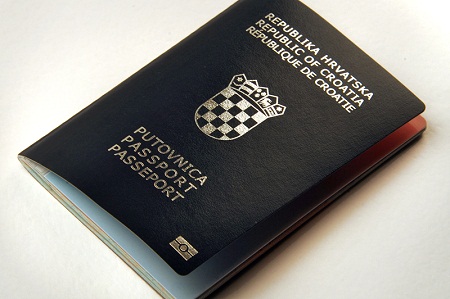 REPUBLIKA HRVATSKA
REPUBLIC OF CROATIA
RÉPUBLIQUE DE CROATIE
PUTOVNICA
PASSPORT
PASSEPORT